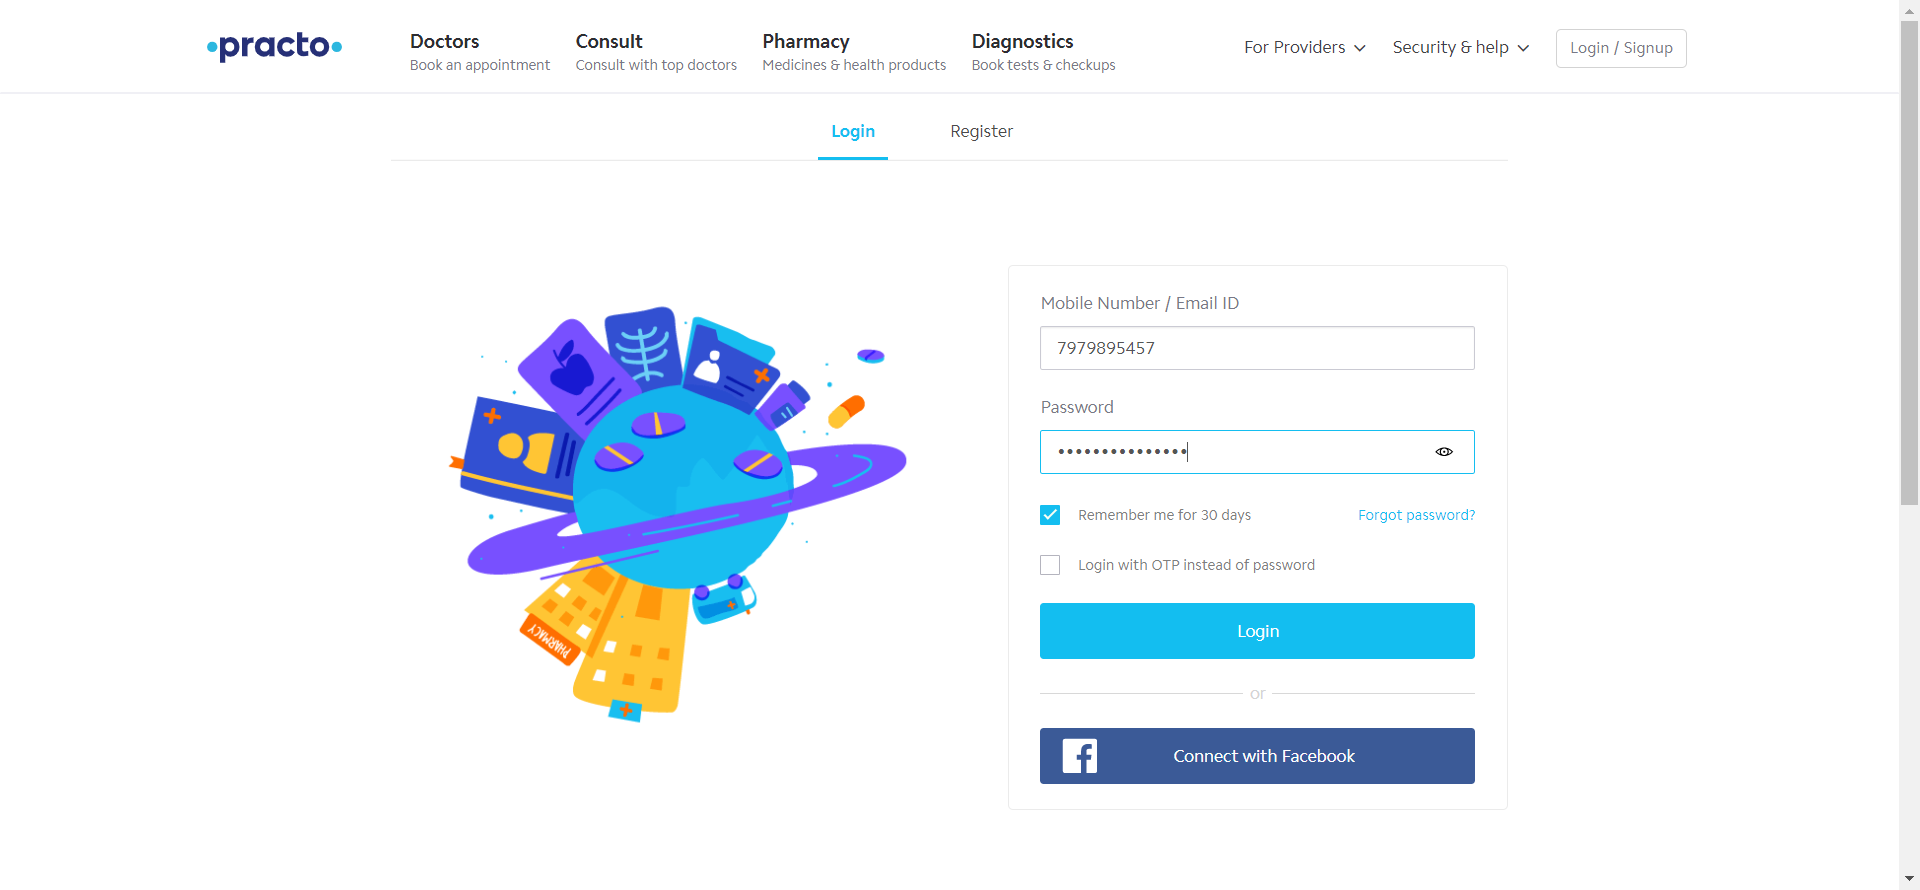 practo
Doctors
Book an appointment
Consult
Consult with top doctors
Pharmacy
Medicines & health products
Diagnostics
Book tests & checkups
For Providers
Security & help
Login / Signup
Login
Register
PHARMACY
Mobile Number / Email ID
7979895457
Password
•••••••••••••••
Remember me for 30 days
Forgot password?
Login with OTP instead of password
Login
or
Connect with Facebook